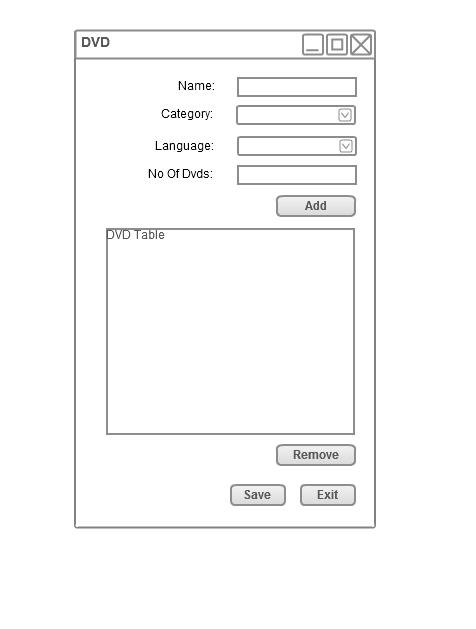 DVD
Name:
Category:
Language:
No Of Dvds:
Add
DVD Table
Remove
Save Exit